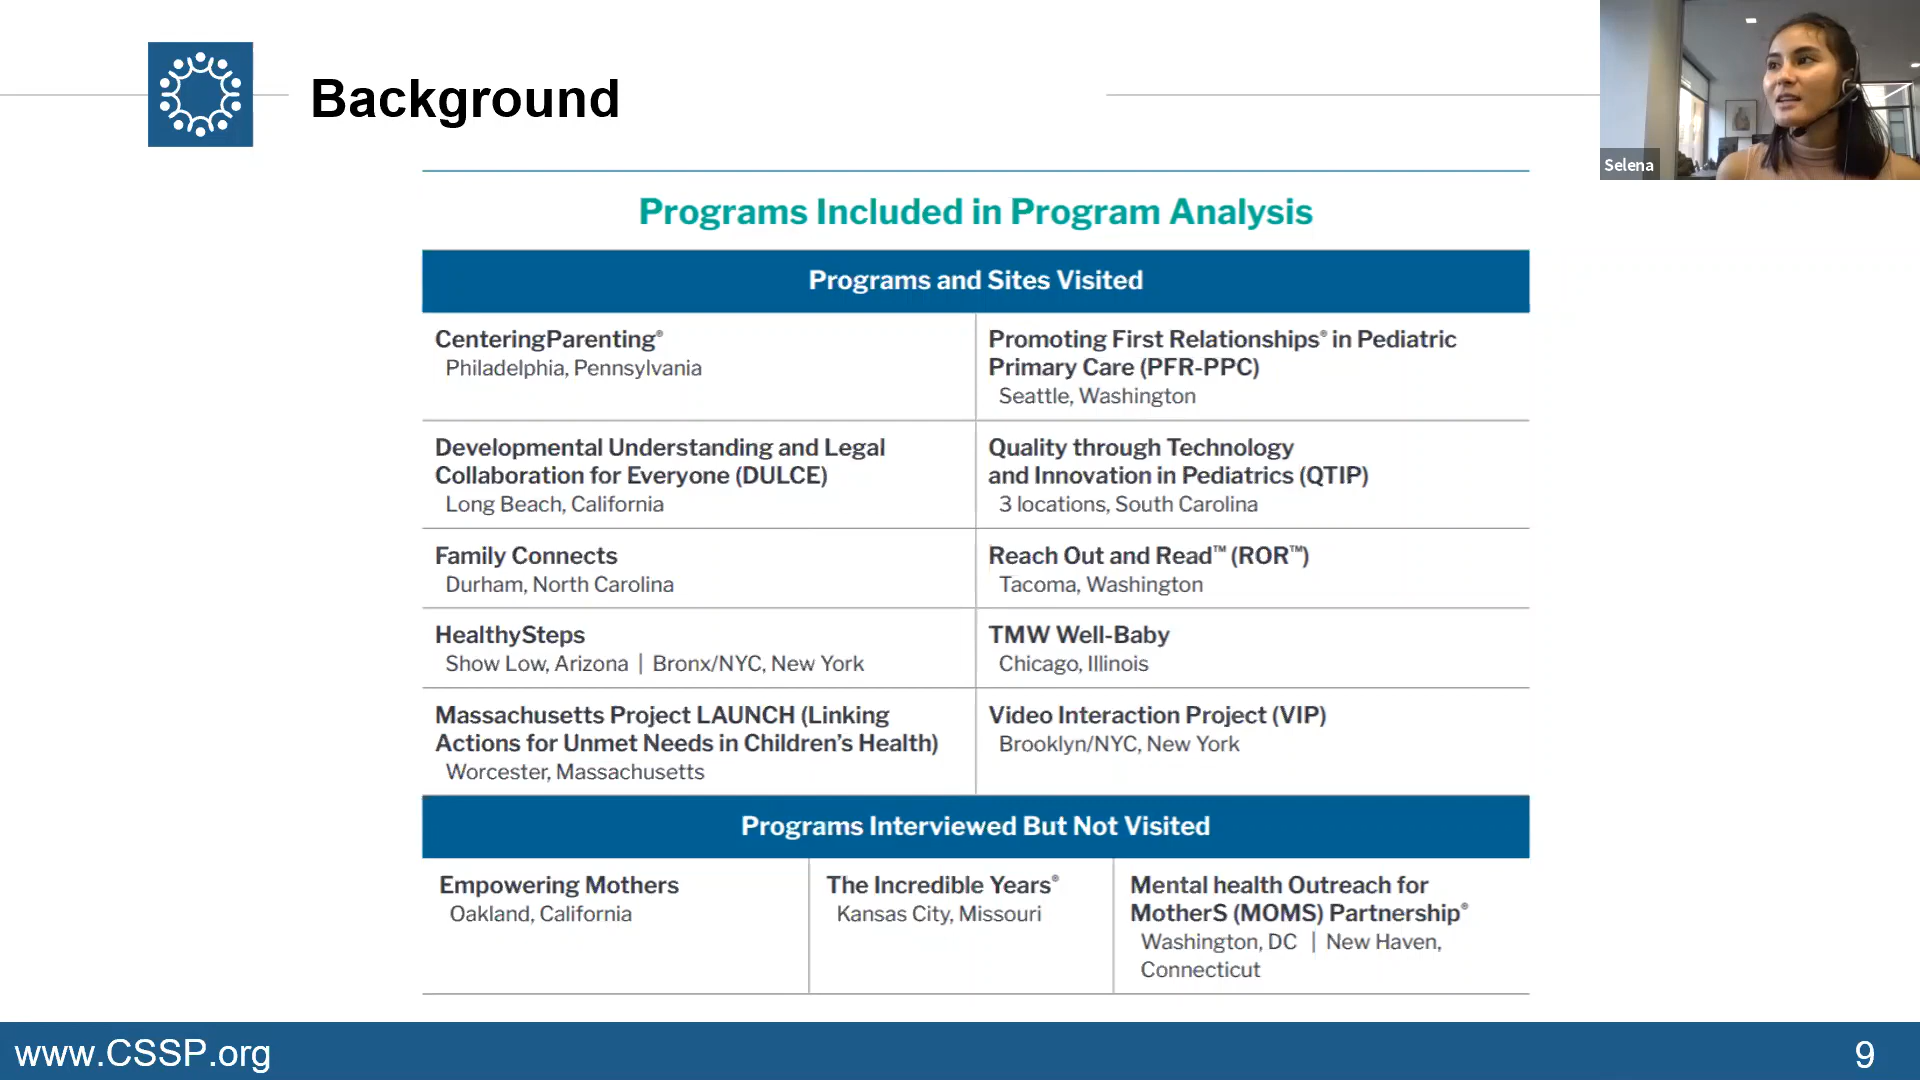 Background
Selena
Programs Included in Program Analysis
Programs and Sites Visited
CenteringParenting®
Philadelphia, Pennsylvania
Promoting First Relationships® in Pediatric
Primary Care (PFR-PPC)
Seattle, Washington
Developmental Understanding and Legal
Collaboration for Everyone (DULCE)
Long Beach, California
Quality through Technology
and Innovation in Pediatrics (QTIP)
3 locations, South Carolina
Family Connects
Durham, North Carolina
Reach Out and Read™ (ROR™)
Tacoma, Washington
HealthySteps
Show Low, Arizona | Bronx/NYC, New York
TMW Well-Baby
Chicago, Illinois
Massachusetts Project LAUNCH (Linking
Actions for Unmet Needs in Children’s Health)
Worcester, Massachusetts
Video Interaction Project (VIP)
Brooklyn/NYC, New York
Programs Interviewed But Not Visited
Empowering Mothers
Oakland, California
The Incredible Years®
Kansas City, Missouri
Mental health Outreach for
MotherS (MOMS) Partnership®
Washington, DC | New Haven,
Connecticut
www.CSSP.org
9